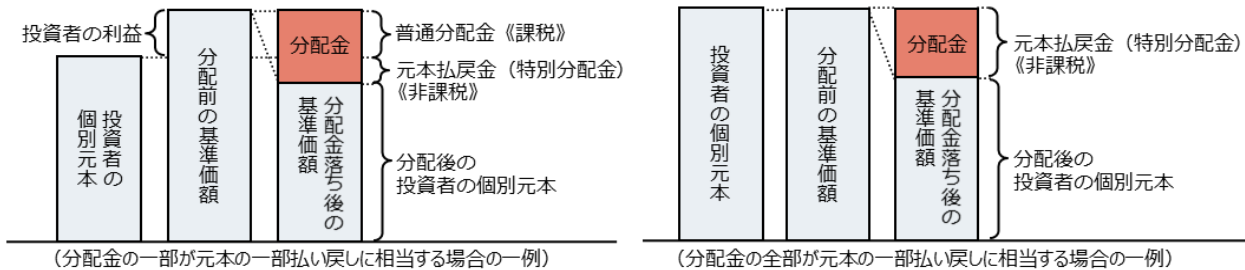 投資者の利益
投資者の
個別元本
分配前の基準価額
分配金
分配金落ち後の
基準価額
普通分配金《課税》
元本払戻金（特別分配金）
《非課税》
分配後の
投資者の個別元本
（分配金の一部が元本の一部払い戻しに相当する場合の一例）
投資者の個別元本
分配前の基準価額
分配金
分配金落ち後の
基準価額
元本払戻金（特別分配金）
《非課税》
分配後の
投資者の個別元本
（分配金の全部が元本の一部払い戻しに相当する場合の一例）